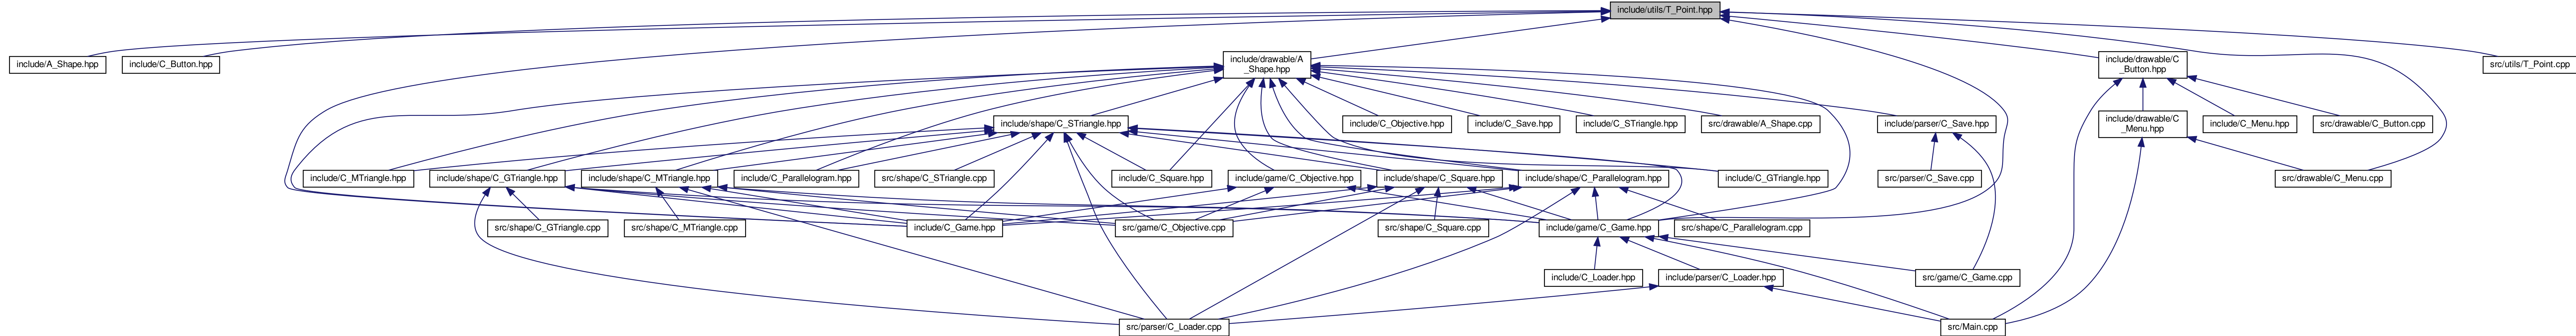 include/utils/T_Point.hpp
include/A_Shape.hpp
include/C_Button.hpp
include/drawable/A
_Shape.hpp
include/drawable/C
_Button.hpp
src/utils/T_Point.cpp
include/shape/C_STriangle.hpp
include/C_Objective.hpp
include/C_Save.hpp
include/C_STriangle.hpp
src/drawable/A_Shape.cpp
include/parser/C_Save.hpp
include/drawable/C
_Menu.hpp
include/C_Menu.hpp
src/drawable/C_Button.cpp
include/C_MTriangle.hpp
include/shape/C_GTriangle.hpp
include/shape/C_MTriangle.hpp
include/C_Parallelogram.hpp
src/shape/C_STriangle.cpp
include/C_Square.hpp
include/game/C_Objective.hpp
include/shape/C_Square.hpp
include/shape/C_Parallelogram.hpp
include/C_GTriangle.hpp
src/parser/C_Save.cpp
src/drawable/C_Menu.cpp
src/shape/C_GTriangle.cpp
src/shape/C_MTriangle.cpp
include/C_Game.hpp
src/game/C_Objective.cpp
src/shape/C_Square.cpp
include/game/C_Game.hpp
src/shape/C_Parallelogram.cpp
include/C_Loader.hpp
include/parser/C_Loader.hpp
src/game/C_Game.cpp
src/parser/C_Loader.cpp
src/Main.cpp